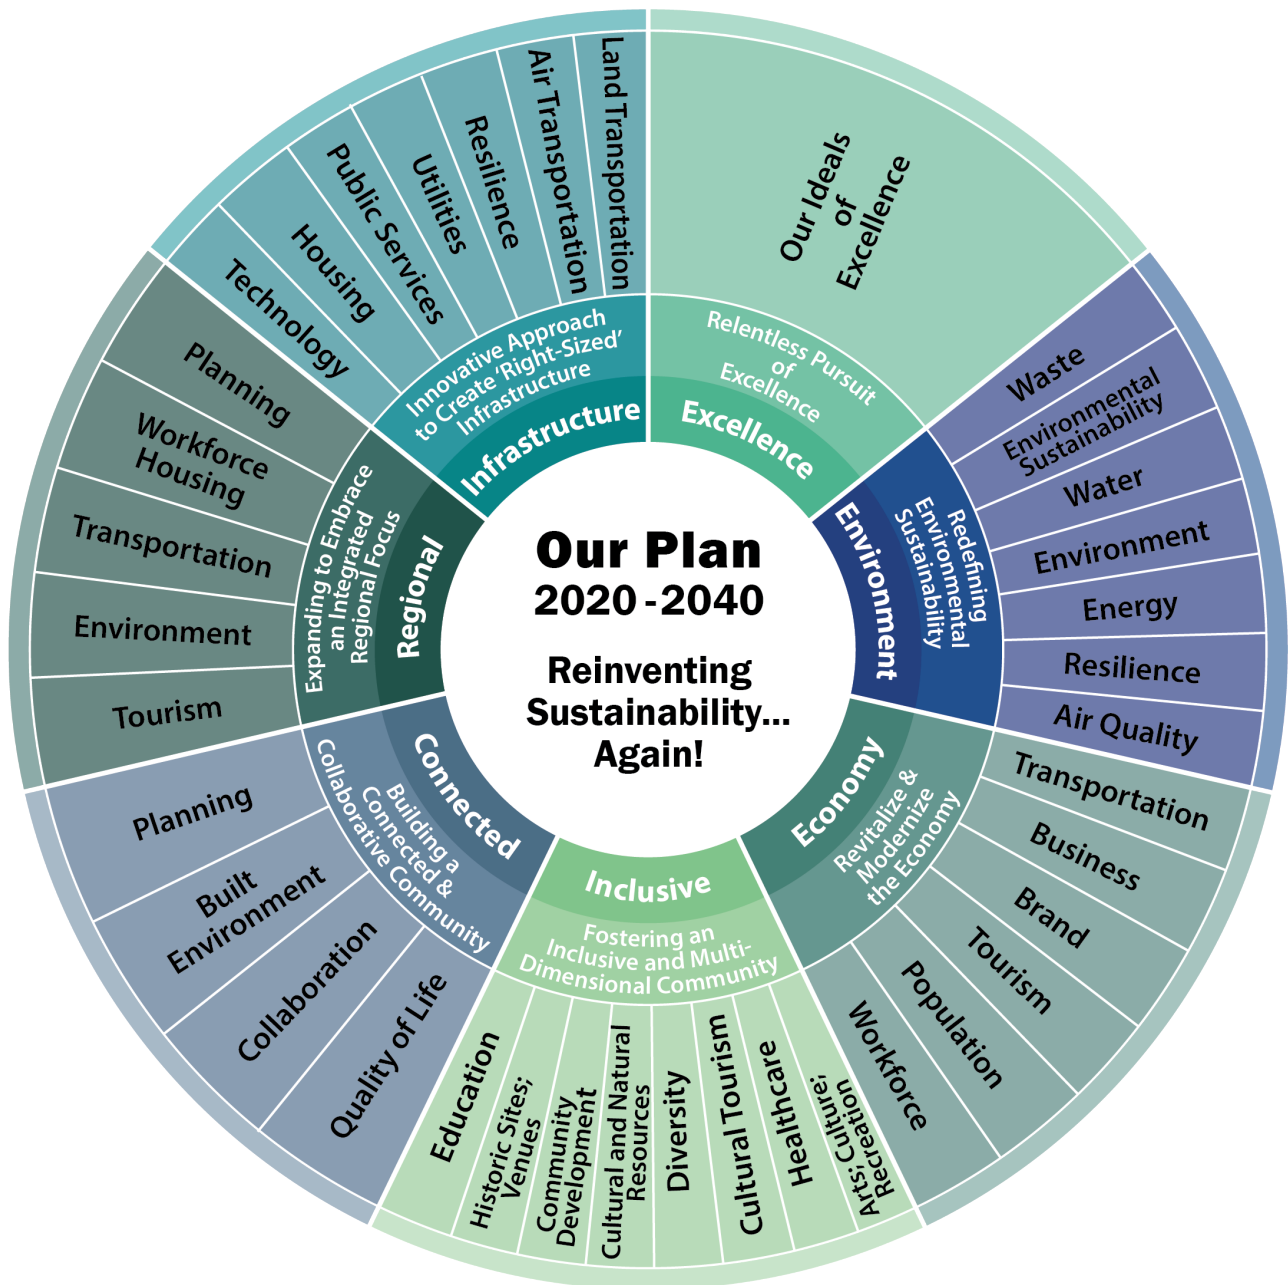 Our Plan
2020 - 2040
Reinventing
Sustainability...
Again!
Excellence
Relentless Pursuit
of
Excellence
Our Ideals
of
Excellence
Environment
Redefining
Environmental
Sustainability
Waste
Environmental
Sustainability
Water
Environment
Energy
Resilience
Air Quality
Economy
Revitalize &
Modernize
the Economy
Transportation
Business
Brand
Tourism
Population
Workforce
Inclusive
Fostering an
Inclusive and Multi-
Dimensional Community
Arts; Culture;
Recreation
Healthcare
Cultural Tourism
Diversity
Cultural and Natural
Resources
Community
Development
Historic Sites;
Venues
Education
Connected
Building a
Connected &
Collaborative Community
Quality of Life
Collaboration
Built
Environment
Planning
Regional
Expanding to Embrace
an Integrated
Regional Focus
Tourism
Environment
Transportation
Workforce
Housing
Planning
Infrastructure
Innovative Approach
to Create 'Right-Sized'
Infrastructure
Technology
Housing
Public Services
Utilities
Resilience
Air Transportation
Land Transportation